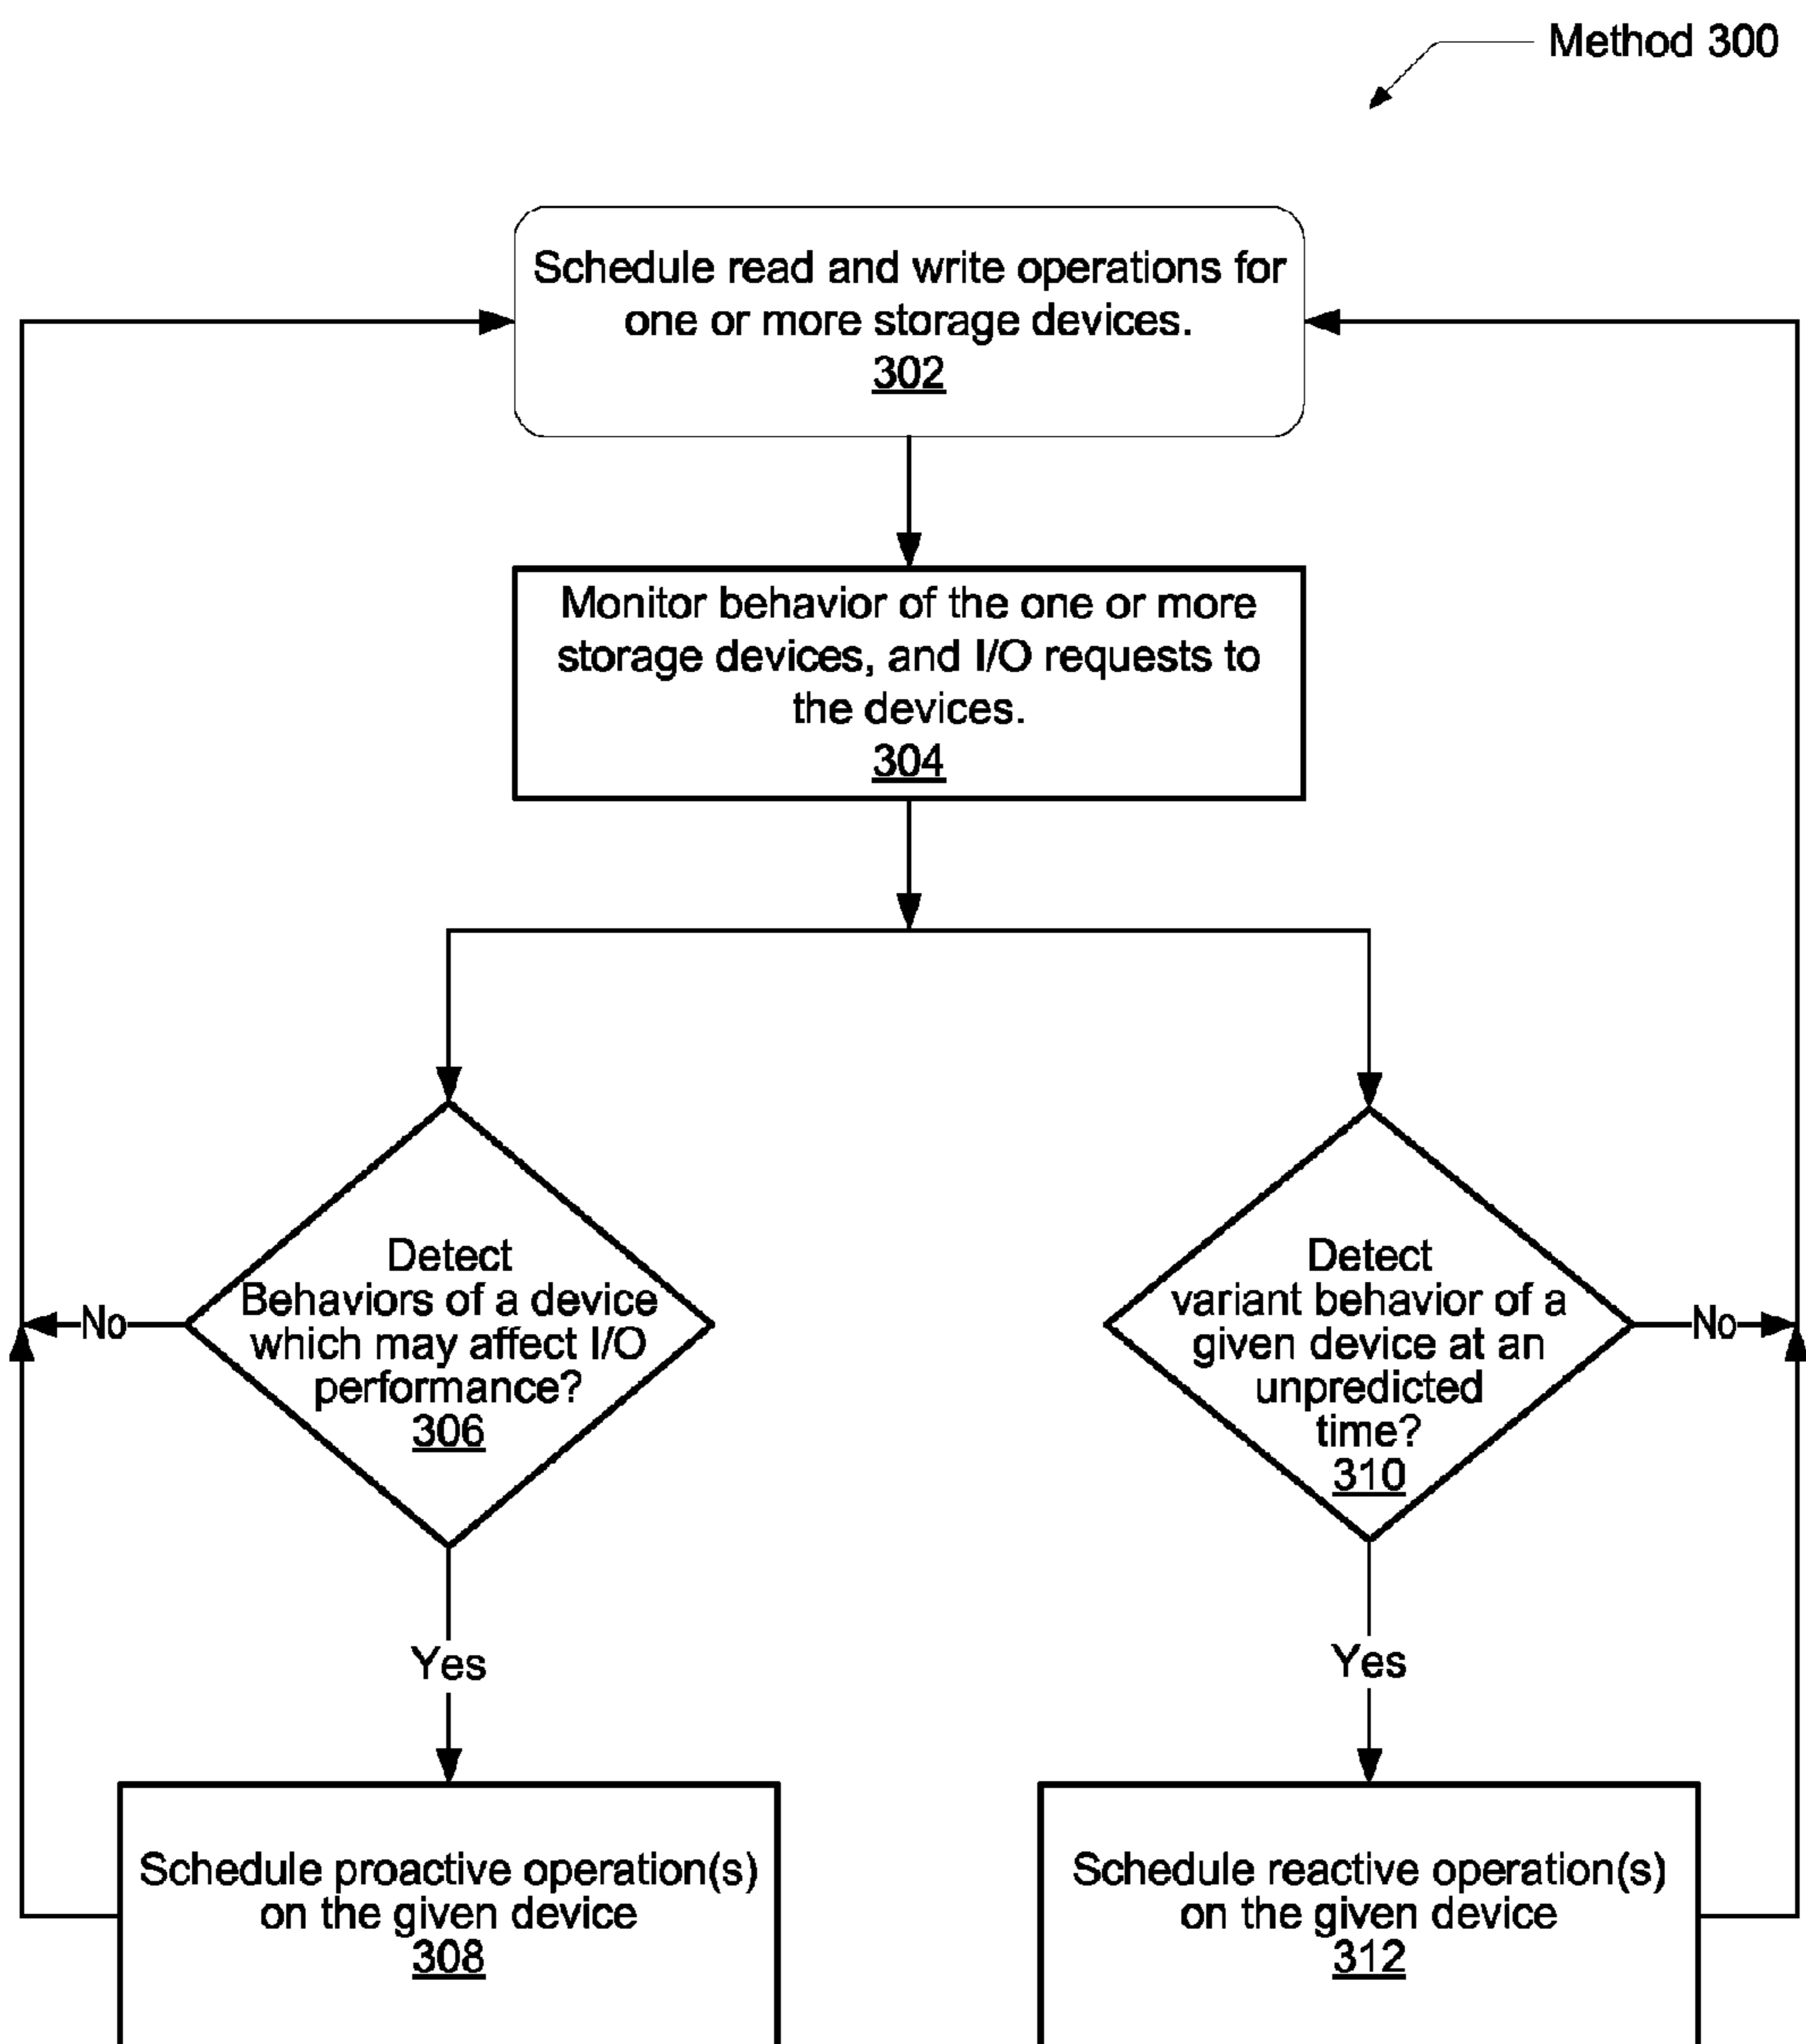 Method 300
Schedule read and write operations for
one or more storage devices.
302
Monitor behavior of the one or more
storage devices, and I/O requests to
the devices.
304
Detect
Behaviors of a device
which may affect I/O
performance?
306
No
Yes
Detect
variant behavior of a
given device at an
unpredicted
time?
310
No
Yes
Schedule proactive operation(s)
on the given device
308
Schedule reactive operation(s)
on the given device
312